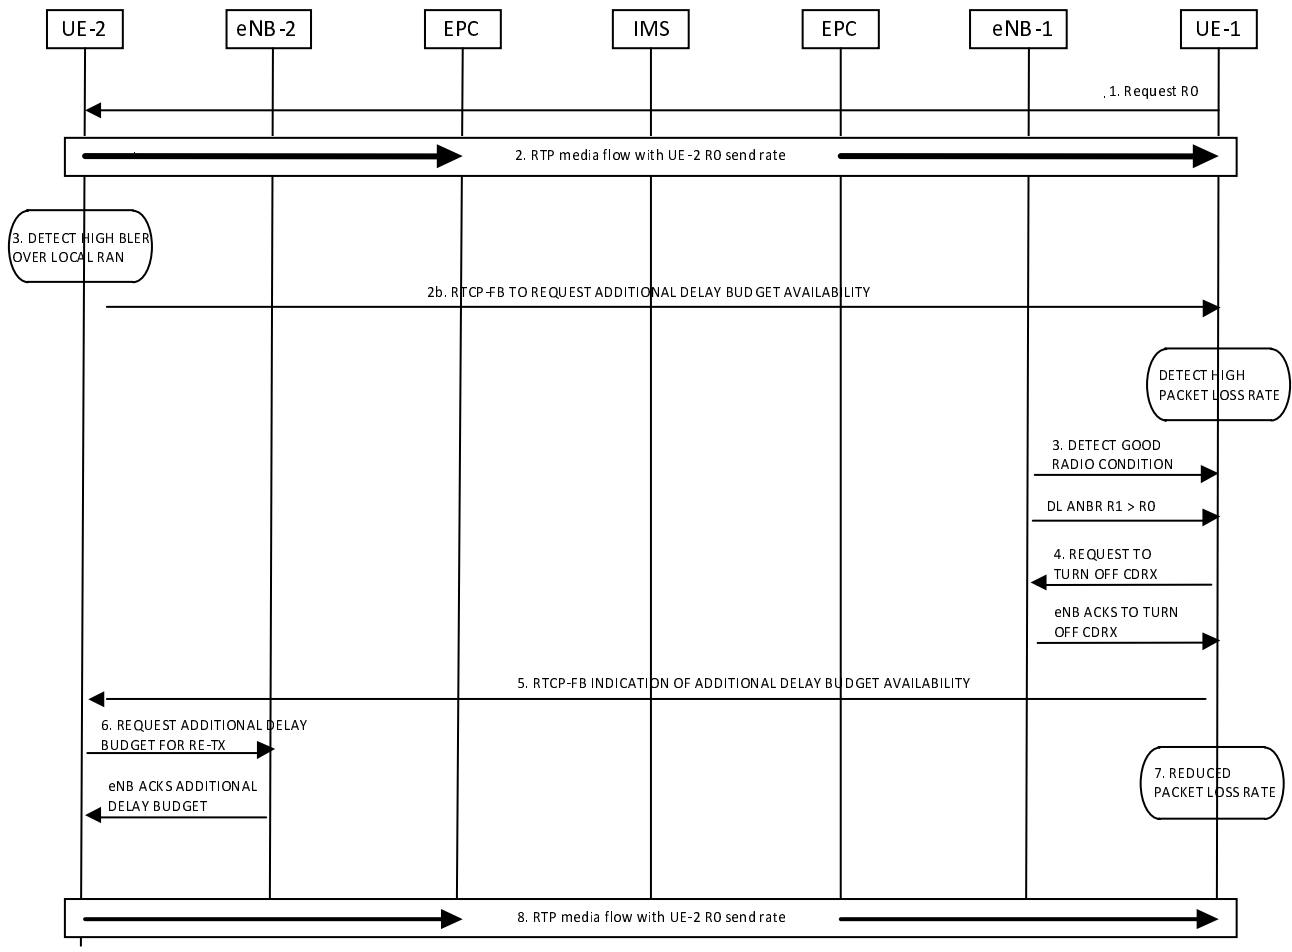 UE-2
eNB-2
EPC
IMS
EPC
eNB-1
UE-1
1. Request R0
2. RTP media flow with UE-2 R0 send rate
3. DETECT HIGH BLER
OVER LOCAL RAN
2b. RTCP-FB TO REQUEST ADDITIONAL DELAY BUDGET AVAILABILITY
DETECT HIGH
PACKET LOSS RATE
3. DETECT GOOD
RADIO CONDITION
DL ANBR R1 > R0
4. REQUEST TO
TURN OFF CDRX
eNB ACKS TO TURN
OFF CDRX
5. RTCP-FB INDICATION OF ADDITIONAL DELAY BUDGET AVAILABILITY
6. REQUEST ADDITIONAL DELAY
BUDGET FOR RE-TX
7. REDUCED
PACKET LOSS RATE
eNB ACKS ADDITIONAL
DELAY BUDGET
8. RTP media flow with UE-2 R0 send rate